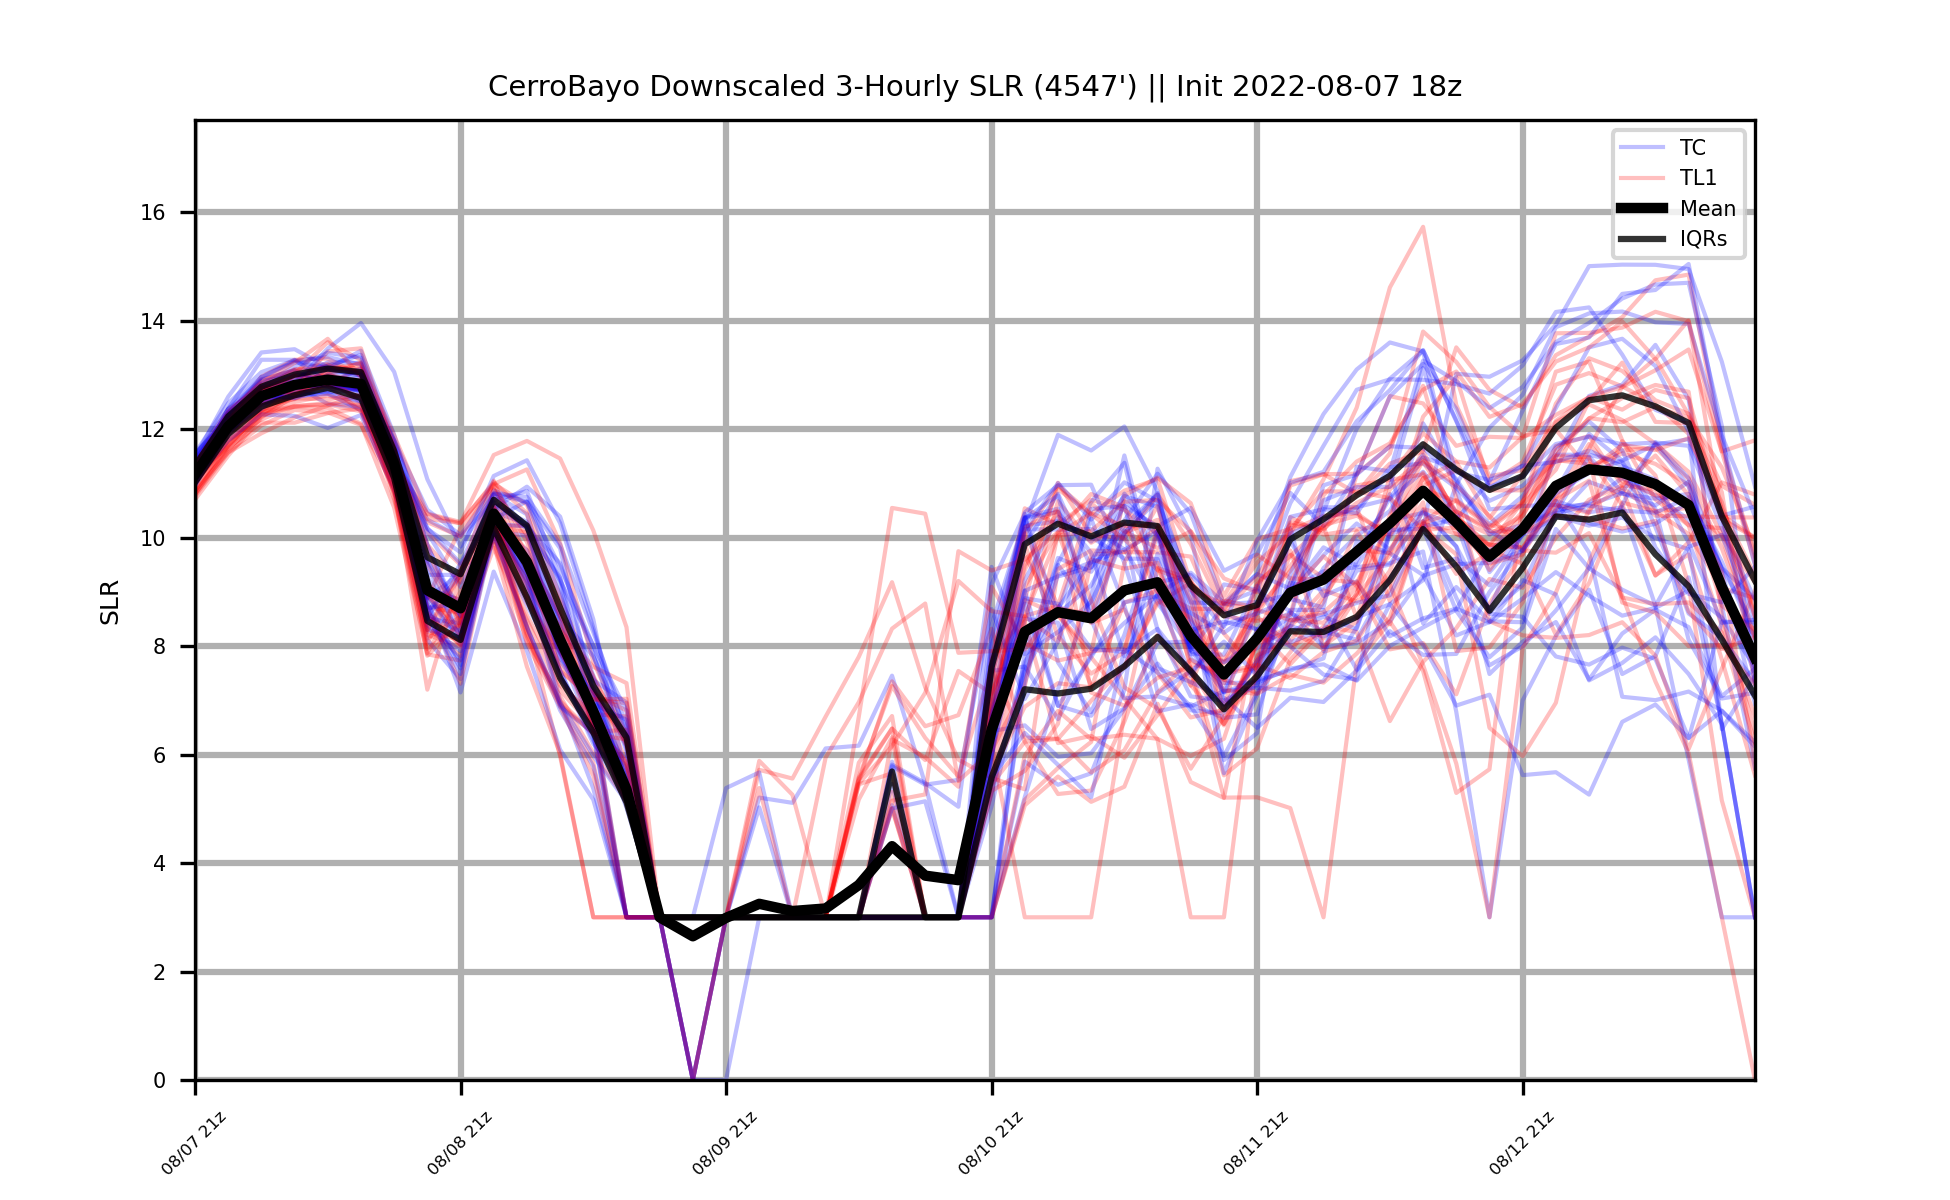 CerroBayo Downscaled 3-Hourly SLR (4547') || Init 2022-08-07 18z
TC
TL1
Mean
IQRs
SLR
16
14
12
10
8
6
4
2
0
08/07 21z
08/08 21z
08/09 21z
08/10 21z
08/11 21z
08/12 21z